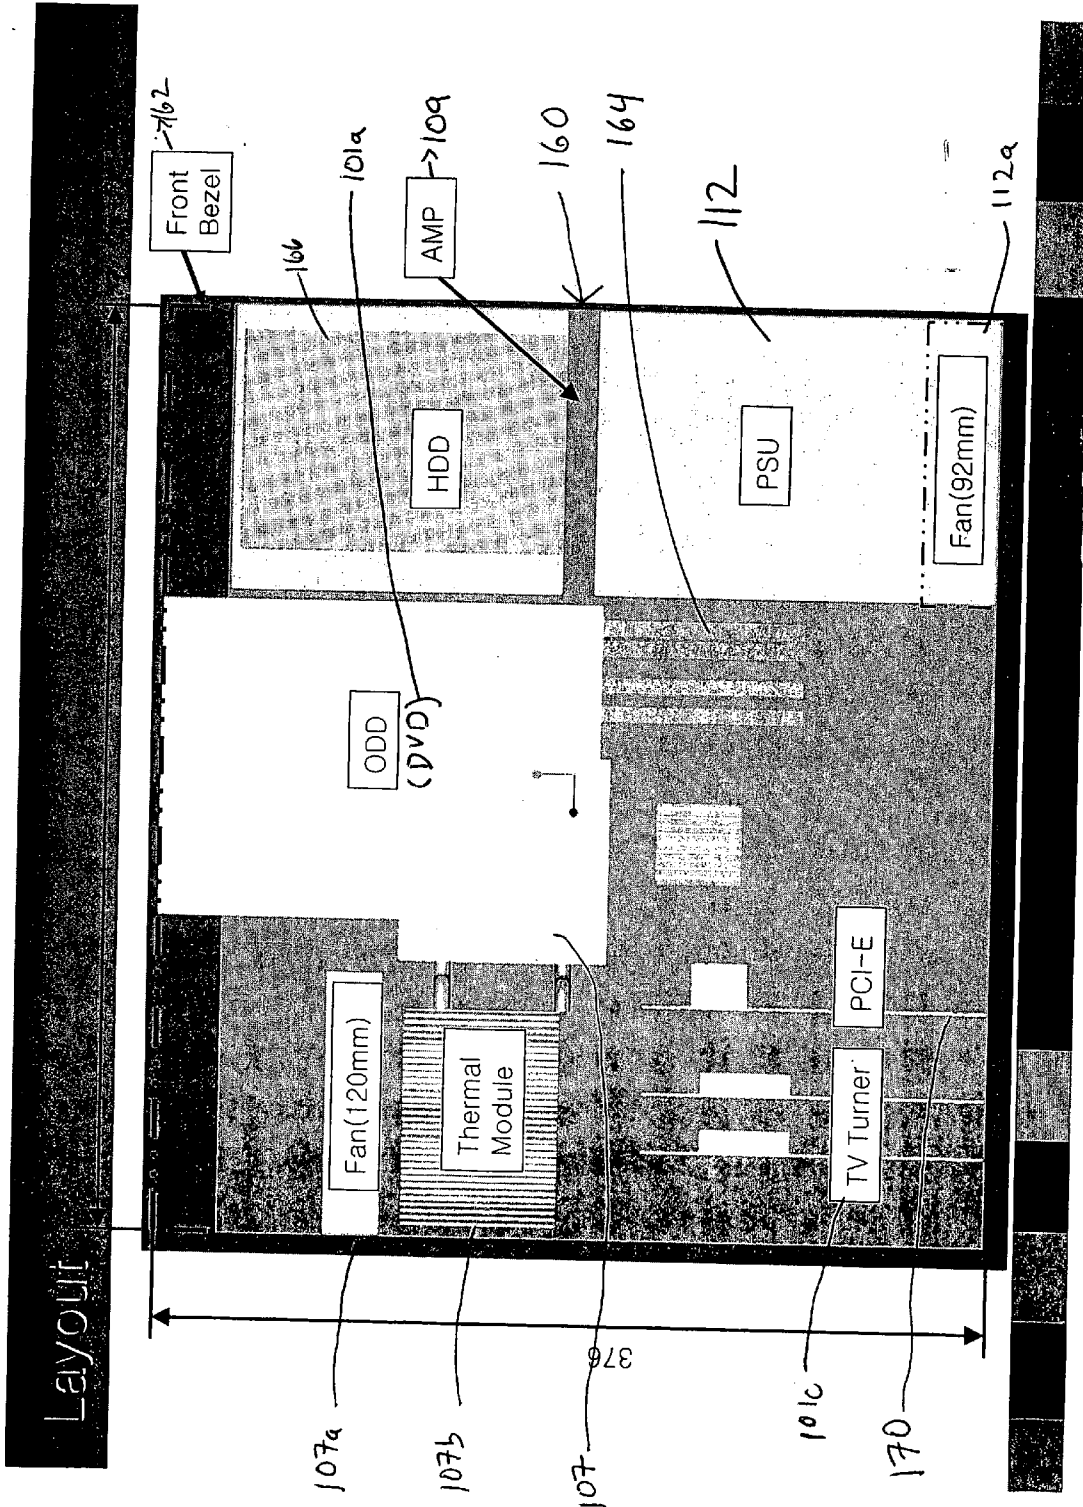 Layout
Front
Bezel
→162
166
101a
AMP
→109
160
164
112
112a
HDD
PSU
Fan(92mm)
ODD
(DVD)
Fan(120mm)
Thermal
Module
PCI-E
TV Turner
376
107a
107b
107
101c
170